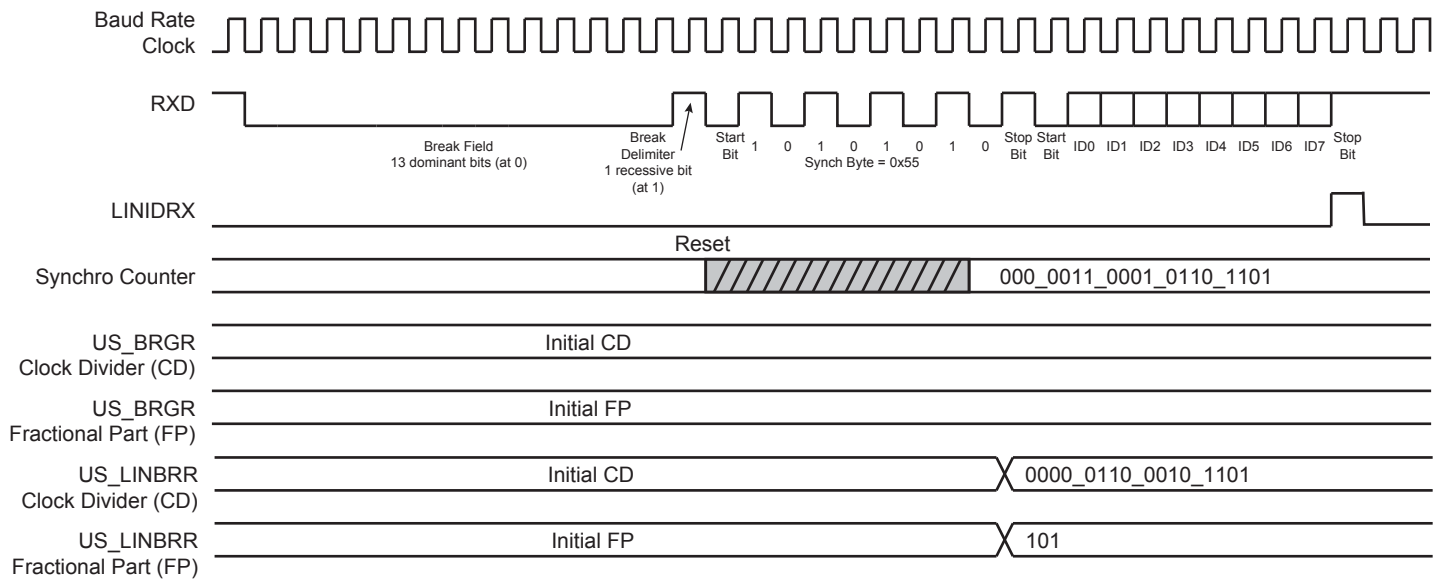 Baud Rate
Clock
RXD
Break Field
13 dominant bits (at 0)
Break
Delimiter
1 recessive bit
(at 1)
Start
Bit
1 0 1 0 1 0 1 0
Synch Byte = 0x55
Stop
Bit
Start
Bit
ID0 ID1 ID2 ID3 ID4 ID5 ID6 ID7
Stop
Bit
LINIDRX
Reset
Synchro Counter
000_0011_0001_0110_1101
US_BRGR
Clock Divider (CD)
Initial CD
US_BRGR
Fractional Part (FP)
Initial FP
US_LINBRR
Clock Divider (CD)
Initial CD
0000_0110_0010_1101
US_LINBRR
Fractional Part (FP)
Initial FP
101